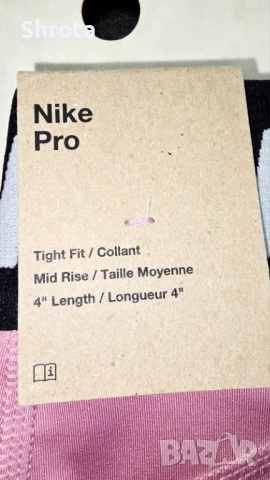 Shrota
Nike
Pro
Tight Fit / Collant
Mid Rise / Taille Moyenne
4" Length / Longueur 4"
i
BAZAR